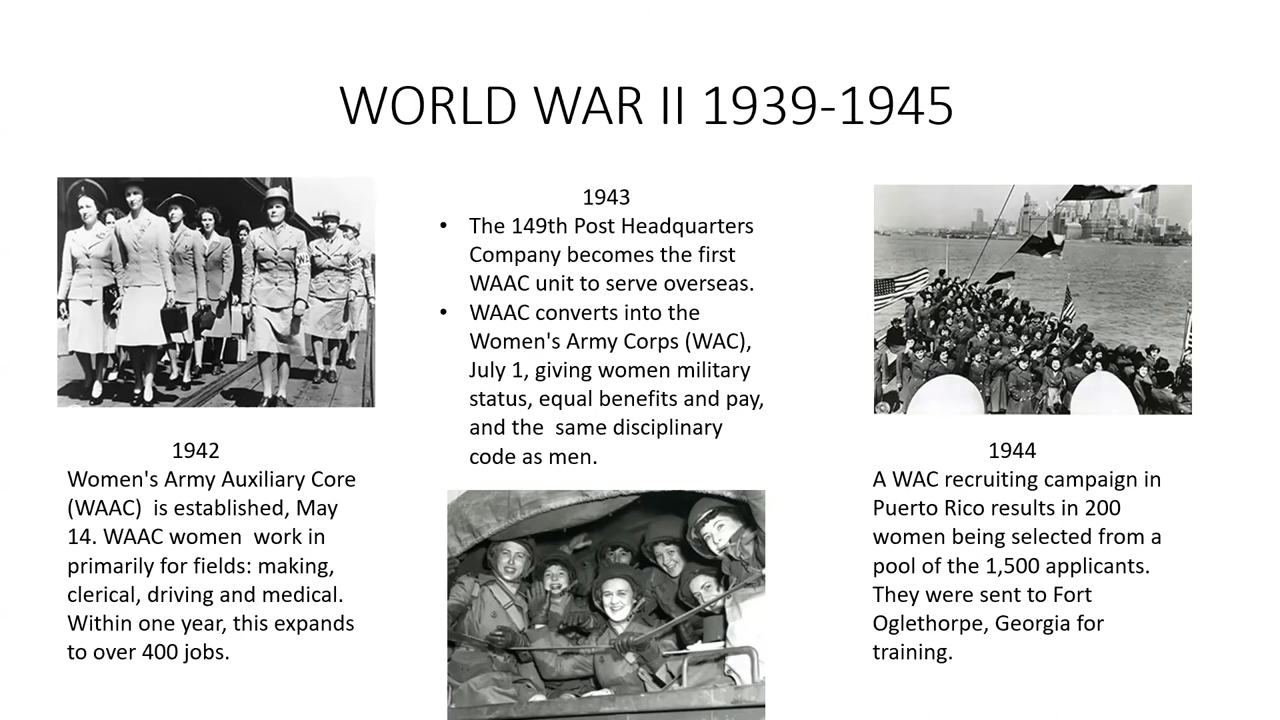 WORLD WAR II 1939-1945
1942
Women's Army Auxiliary Core
(WAAC)  is established, May
14. WAAC women  work in
primarily for fields: making,
clerical, driving and medical.
Within one year, this expands
to over 400 jobs.
1943
• The 149th Post Headquarters
Company becomes the first
WAAC unit to serve overseas.
• WAAC converts into the
Women's Army Corps (WAC),
July 1, giving women military
status, equal benefits and pay,
and the  same disciplinary
code as men.
1944
A WAC recruiting campaign in
Puerto Rico results in 200
women being selected from a
pool of the 1,500 applicants.
They were sent to Fort
Oglethorpe, Georgia for
training.